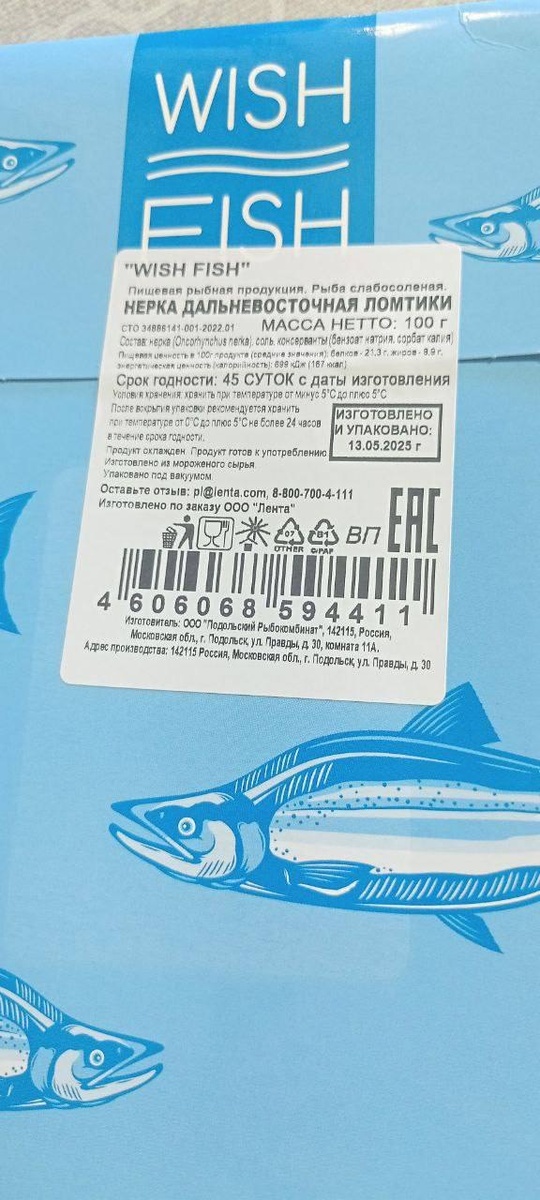 WISH
FISH
"WISH FISH"
Пищевая рыбная продукция. Рыба слабосоленая.
НЕРКА ДАЛЬНЕВОСТОЧНАЯ ЛОМТИКИ
СТО 34886141-001-2022.01 МАССА НЕТТО: 100 г
Состав: нерка (Oncorhynchus nerka), соль, консерванты (бензоат натрия, сорбат калия)
Пищевая ценность в 100г продукта (средние значения): белков - 21,3 г, жиров - 9,9 г,
энергетическая ценность (калорийность): 699 кДж (167 ккал)
Срок годности: 45 СУТОК с даты изготовления
Условия хранения: хранить при температуре от минус 5°С до плюс 5°С
После вскрытия упаковки рекомендуется хранить
при температуре от 0°С до плюс 5°С не более 24 часов
в течение срока годности.
ИЗГОТОВЛЕНО
И УПАКОВАНО:
13.05.2025 г
Продукт охлажден Продукт готов к употреблению
Изготовлено из мороженого сырья
Упаковано под вакуумом
Оставьте отзыв: pl@lenta.com, 8-800-700-4-111
Изготовлено по заказу ООО "Лента"
07
OTHER
81
C/PAP
ВП
EAC
4 606068 594411
Изготовитель: ООО "Подольский Рыбокомбинат", 142115, Россия,
Московская обл., г. Подольск, ул. Правды, д. 30, комната 11А.
Адрес производства: 142115 Россия, Московская обл., г. Подольск, ул. Правды, д. 30